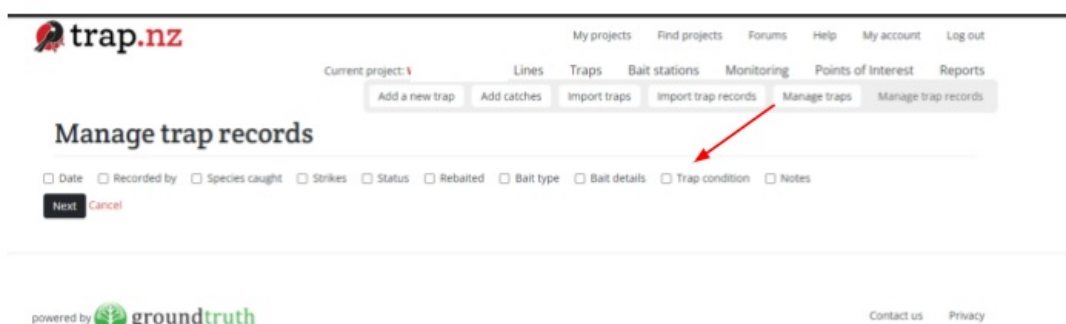 trap.nz
My projects Find projects Forums Help My account Log out
Current project: Lines Traps Bait stations Monitoring Points of Interest Reports
Add a new trap Add catches Import traps Import trap records Manage traps Manage trap records
Manage trap records
Date Recorded by Species caught Strikes Status Rebaited Bait type Bait details Trap condition Notes
Next Cancel
powered by groundtruth Contact us Privacy